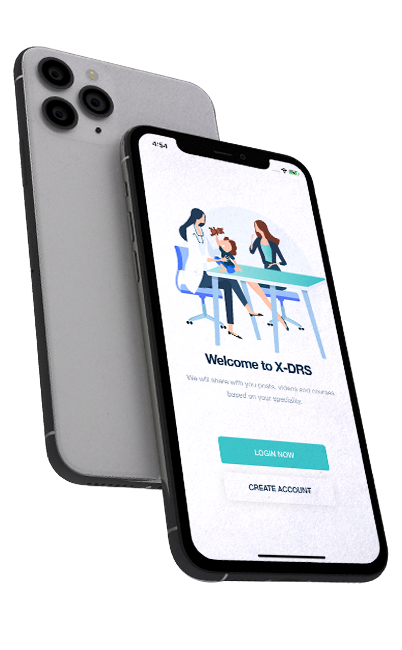 4:54
Welcome to X-DRS
We will share with you posts, videos and courses
based on your speciality.
LOGIN NOW
CREATE ACCOUNT